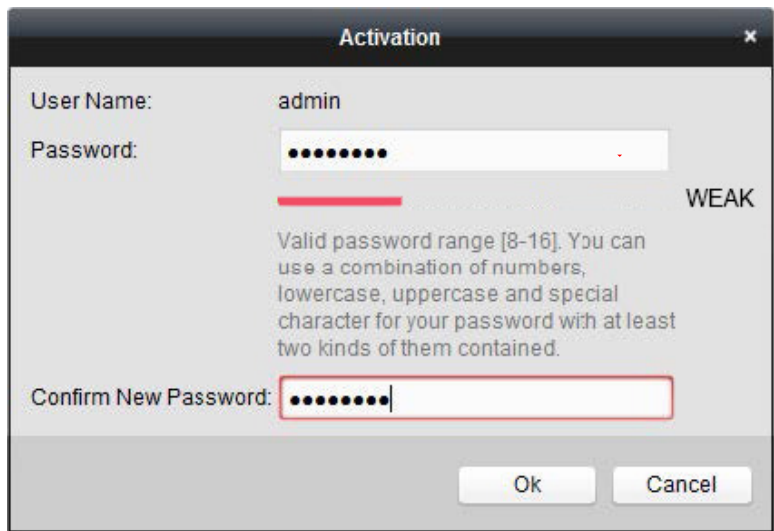 Activation ×
User Name: admin
Password: ••••••••
WEAK
Valid password range [8-16]. You can
use a combination of numbers,
lowercase, uppercase and special
character for your password with at least
two kinds of them contained.
Confirm New Password: ••••••••
Ok Cancel